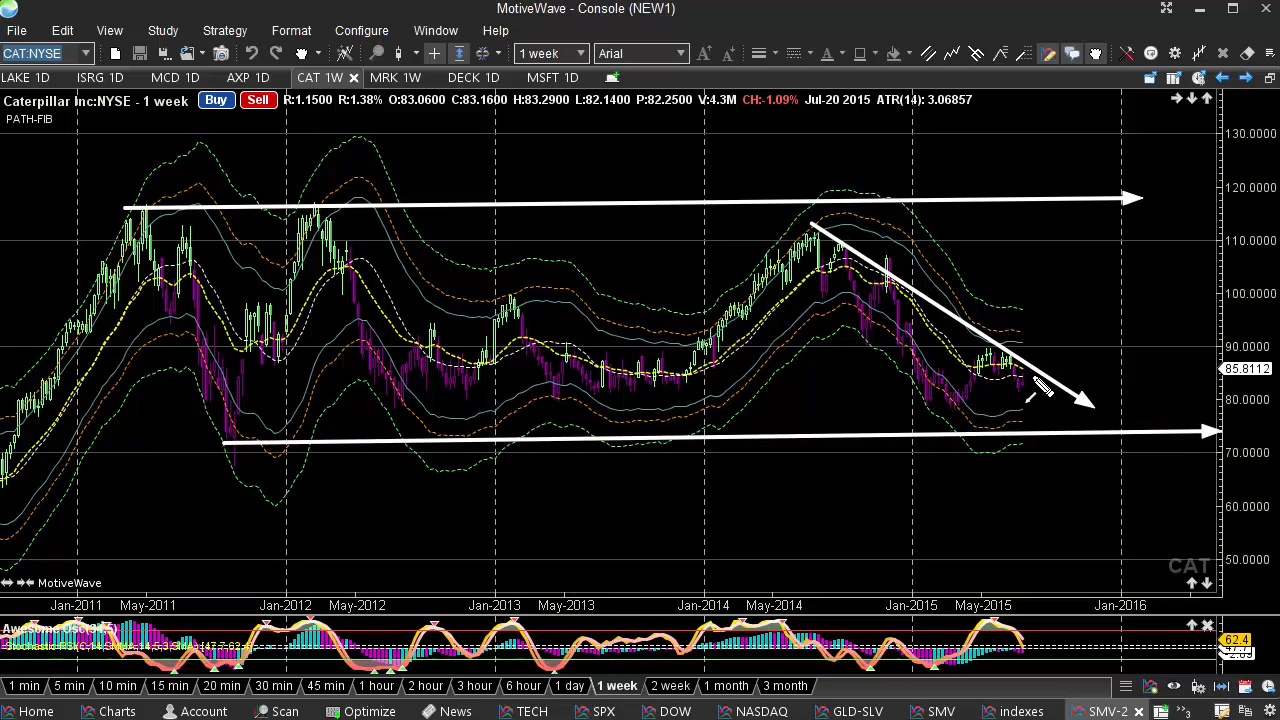 MotiveWave - Console (NEW1)
File Edit View Study Strategy Format Configure Window Help
CAT:NYSE 1 week Arial
LAKE 1D ISRG 1D MCD 1D AXP 1D CAT 1W MRK 1W DECK 1D MSFT 1D
Caterpillar Inc:NYSE - 1 week Buy Sell R:1.1500 R:1.38% O:83.0600 C:83.1600 H:83.2900 L:82.1400 P:82.2500 V:4.3M CH:-1.09% Jul-20 2015 ATR(14): 3.06857
PATH-FIB
130.0000
120.0000
110.0000
100.0000
90.0000
85.8112
80.0000
70.0000
60.0000
50.0000
CAT
MotiveWave
Jan-2011 May-2011 Jan-2012 May-2012 Jan-2013 May-2013 Jan-2014 May-2014 Jan-2015 May-2015 Jan-2016
62.4
1 min 5 min 10 min 15 min 20 min 30 min 45 min 1 hour 2 hour 3 hour 6 hour 1 day 1 week 2 week 1 month 3 month
Home Charts Account Scan Optimize News TECH SPX DOW NASDAQ GLD-SLV SMV indexes SMV-2 3